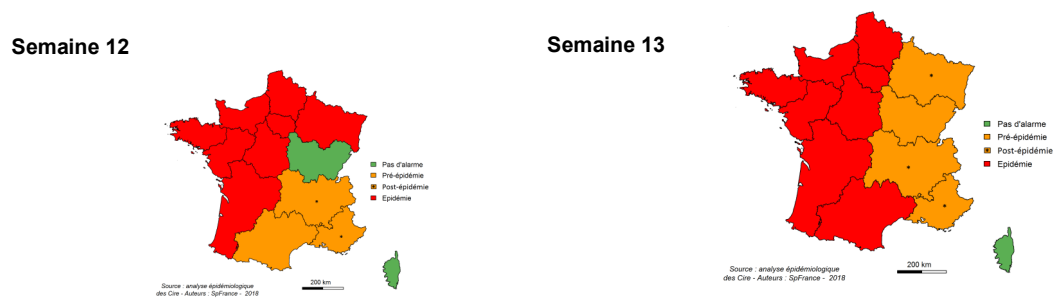 Semaine 12
Pas d'alarme
Pré-épidémie
Post-épidémie
Epidémie
200 km
Source : analyse épidémiologique
des Cire - Auteurs : SpFrance - 2018
Semaine 13
Pas d'alarme
Pré-épidémie
Post-épidémie
Epidémie
200 km
Source : analyse épidémiologique
des Cire - Auteurs : SpFrance - 2018